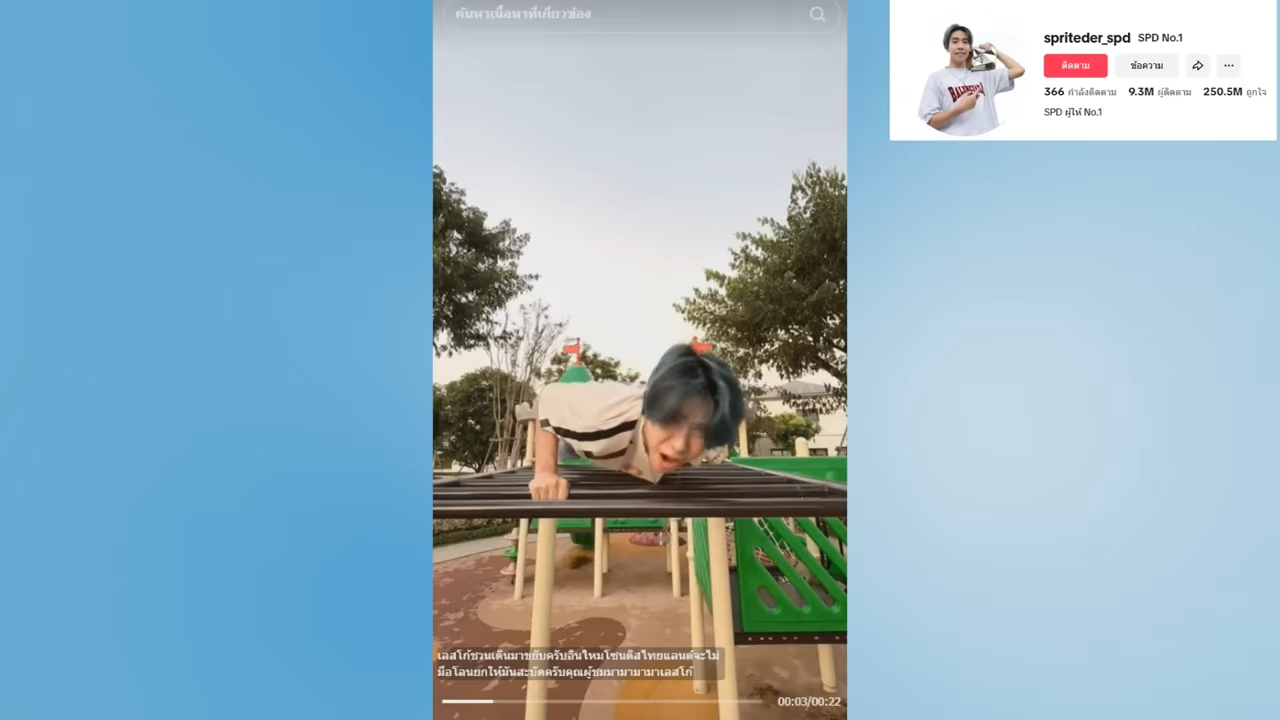 ค้นหาเนื้อหาที่เกี่ยวข้อง
spriteder_spd SPD No.1
ติดตาม ข้อความ
366 กำลังติดตาม 9.3M ผู้ติดตาม 250.5M ถูกใจ
SPD ผู้ให้ No.1
เลสโก้ชวนเต้นมาขยับครับอินไหมโซนดิสไทยแลนด์จะไม่
มือโลนยกให้มันสะบัดครับคุณผู้ชมมามามามาเลสโก้
00:03/00:22